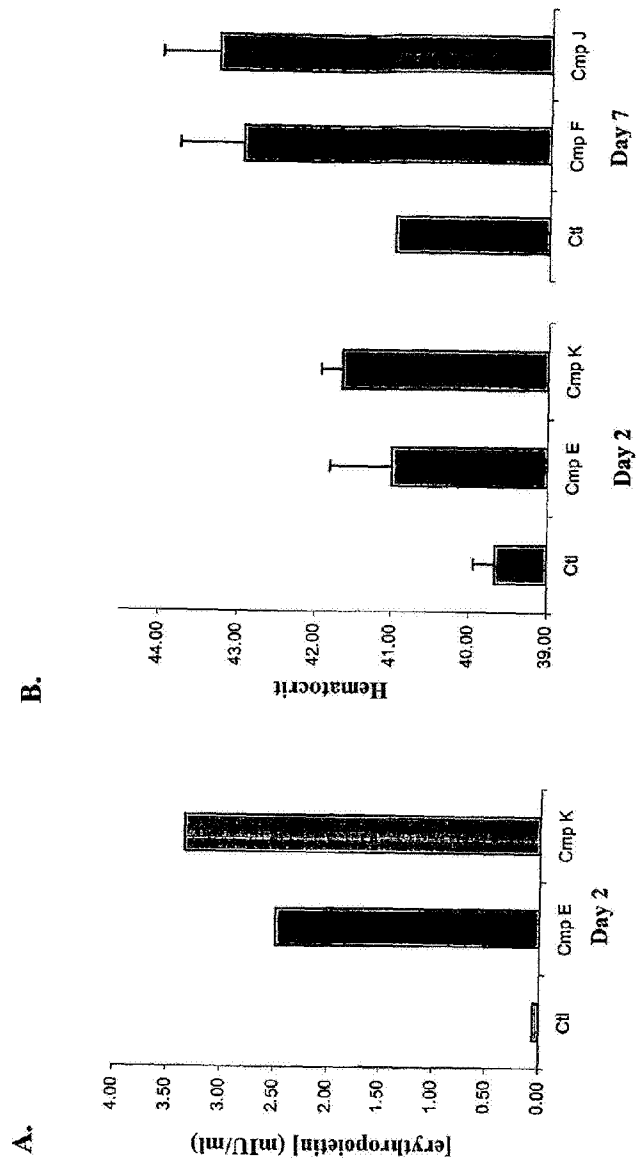 A.
[erythropoietin] (mIU/ml)
4.00
3.50
3.00
2.50
2.00
1.50
1.00
0.50
0.00
Ctl
Cmp E
Cmp K
Day 2
B.
Hematocrit
44.00
43.00
42.00
41.00
40.00
39.00
Ctl
Cmp E
Cmp K
Ctl
Cmp F
Cmp J
Day 2
Day 7